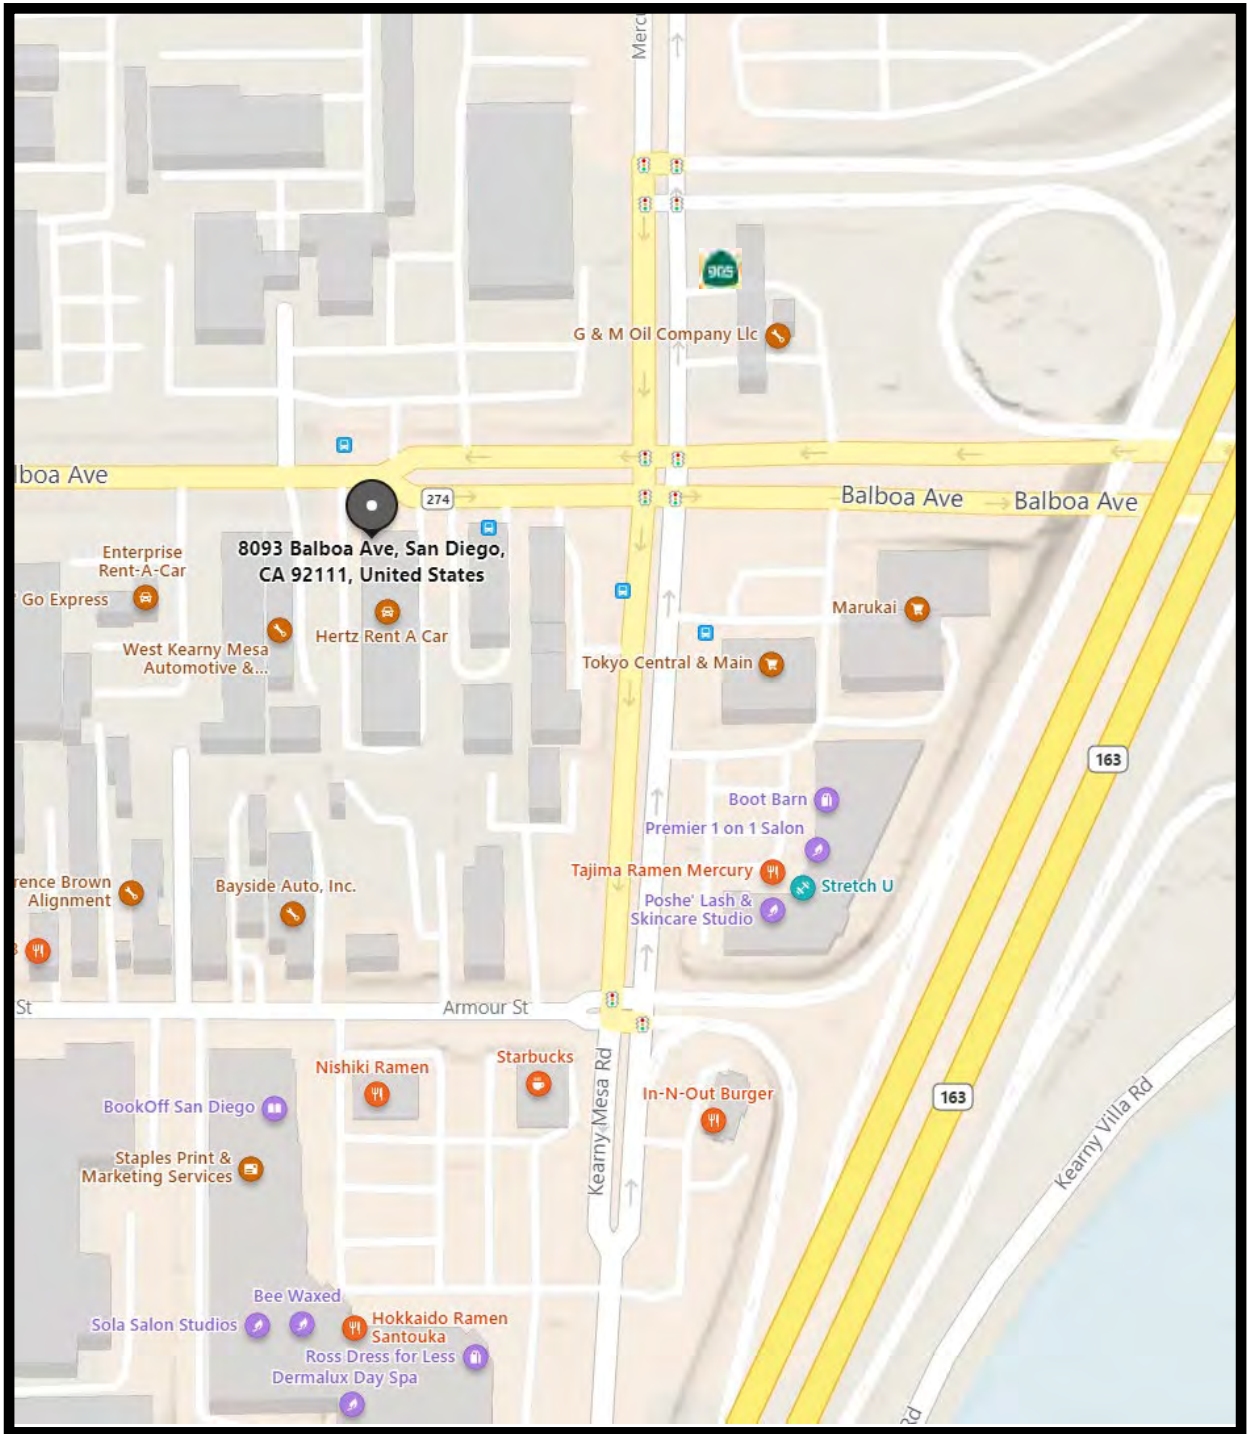 Merc
905
G & M Oil Company Llc
lboa Ave
274
Balboa Ave
Balboa Ave
8093 Balboa Ave, San Diego,
CA 92111, United States
Enterprise
Rent-A-Car
Go Express
Hertz Rent A Car
West Kearny Mesa
Automotive &...
Marukai
Tokyo Central & Main
163
Boot Barn
Premier 1 on 1 Salon
Tajima Ramen Mercury
Stretch U
Poshe' Lash &
Skincare Studio
rence Brown
Alignment
Bayside Auto, Inc.
St
Armour St
Nishiki Ramen
Starbucks
Kearny Mesa Rd
In-N-Out Burger
163
Kearny Villa Rd
BookOff San Diego
Staples Print &
Marketing Services
Bee Waxed
Sola Salon Studios
Hokkaido Ramen
Santouka
Ross Dress for Less
Dermalux Day Spa
Rd